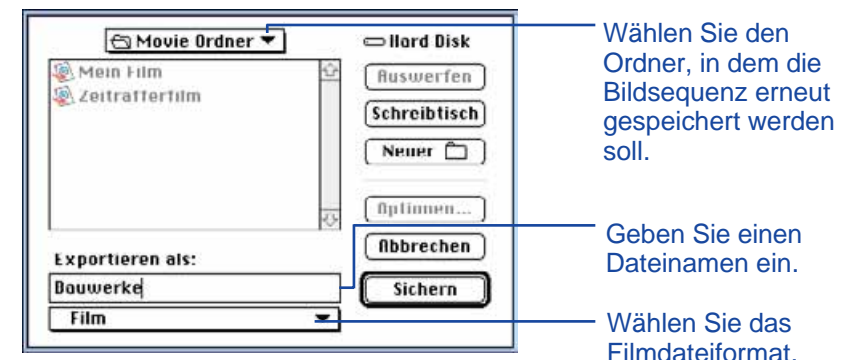 Movie Ordner
Hard Disk
Mein Film
Zeitrafferfilm
Auswerfen
Schreibtisch
Neuer
Optionen...
Abbrechen
Exportieren als:
Bauwerke
Sichern
Film
Wählen Sie den
Ordner, in dem die
Bildsequenz erneut
gespeichert werden
soll.
Geben Sie einen
Dateinamen ein.
Wählen Sie das
Filmdateiformat.